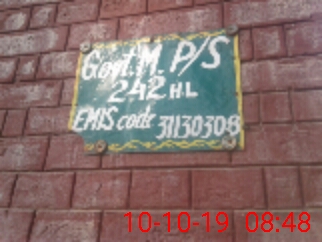 Govt. M. P/S
242 HL
EMIS code 31130308
10-10-19 08:48